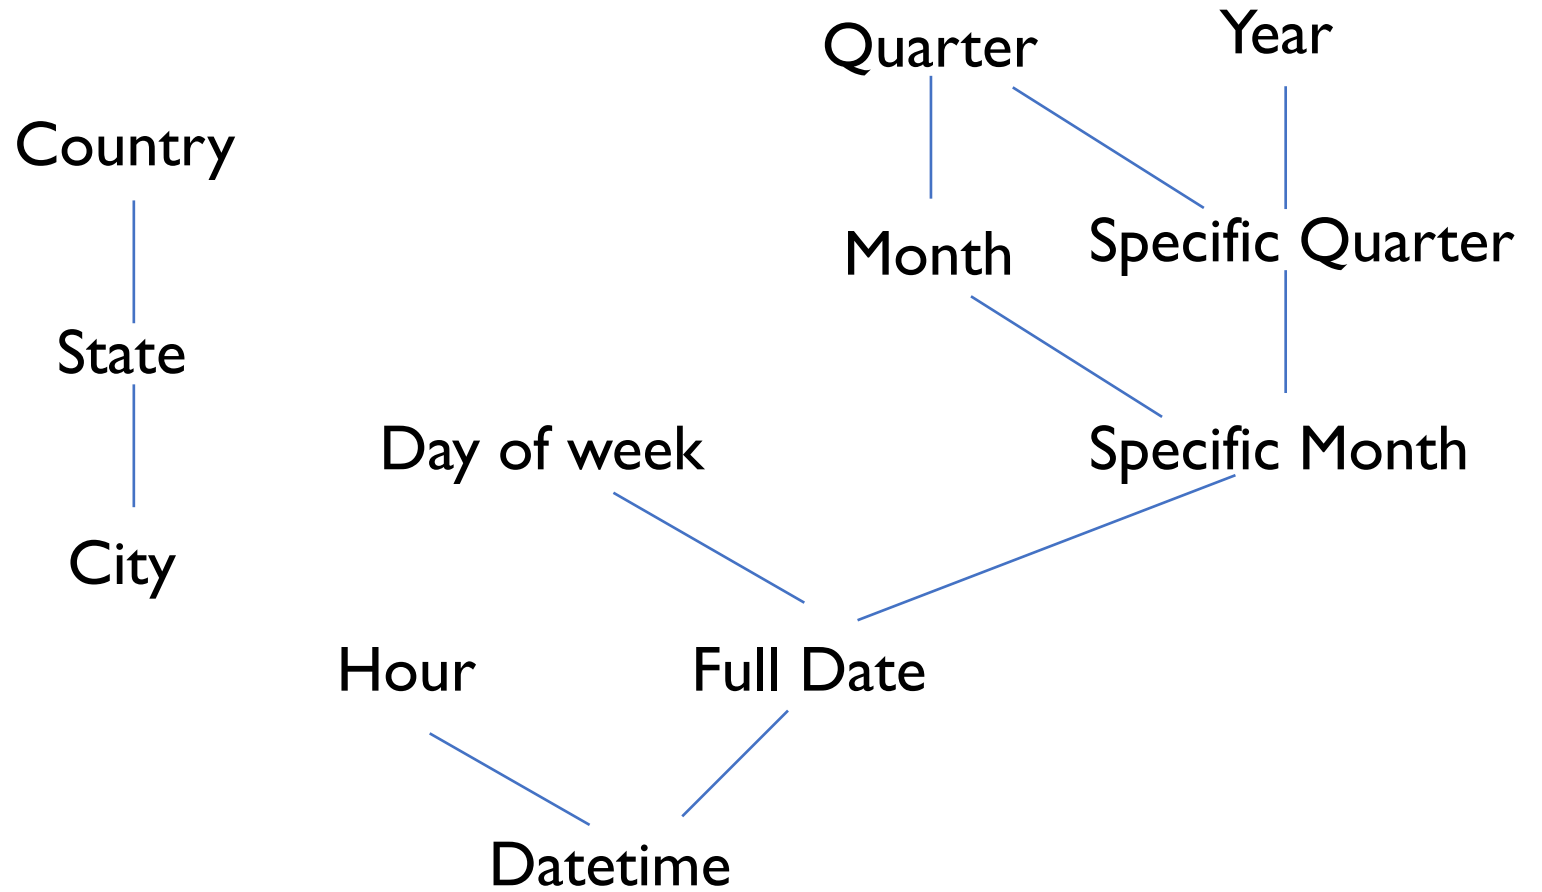 Quarter
Year
Country
Month
Specific Quarter
State
Day of week
Specific Month
City
Hour
Full Date
Datetime